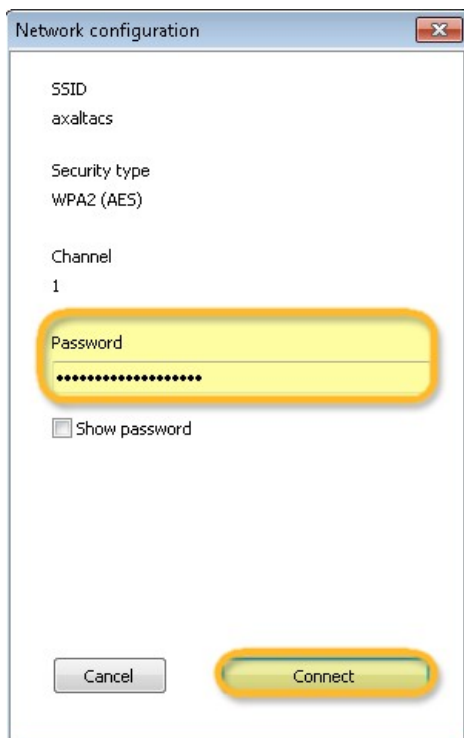 Network configuration
SSID
axaltacs
Security type
WPA2 (AES)
Channel
1
Password
•••••••••••••••••••
Show password
Cancel
Connect